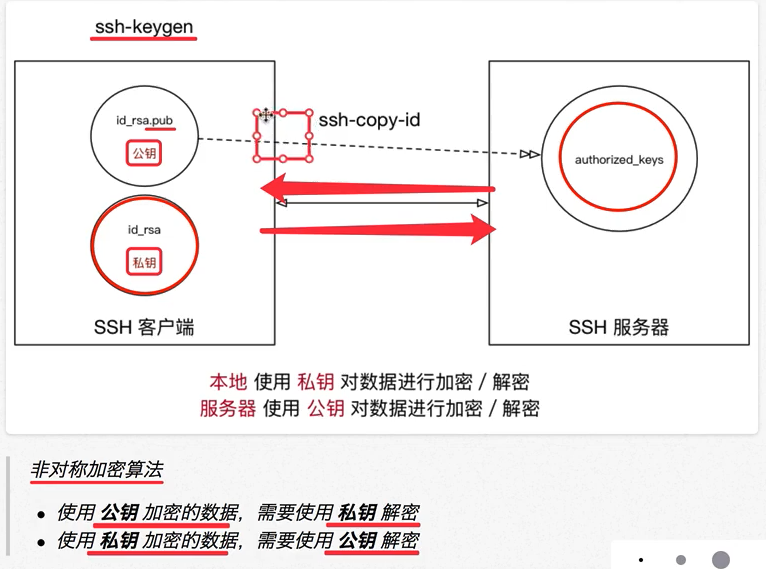 ssh-keygen
id_rsa.pub
公钥
ssh-copy-id
authorized_keys
id_rsa
私钥
SSH 客户端
SSH 服务器
本地 使用 私钥 对数据进行加密 / 解密
服务器 使用 公钥 对数据进行加密 / 解密
非对称加密算法
• 使用 公钥 加密的数据，需要使用 私钥 解密
• 使用 私钥 加密的数据，需要使用 公钥 解密